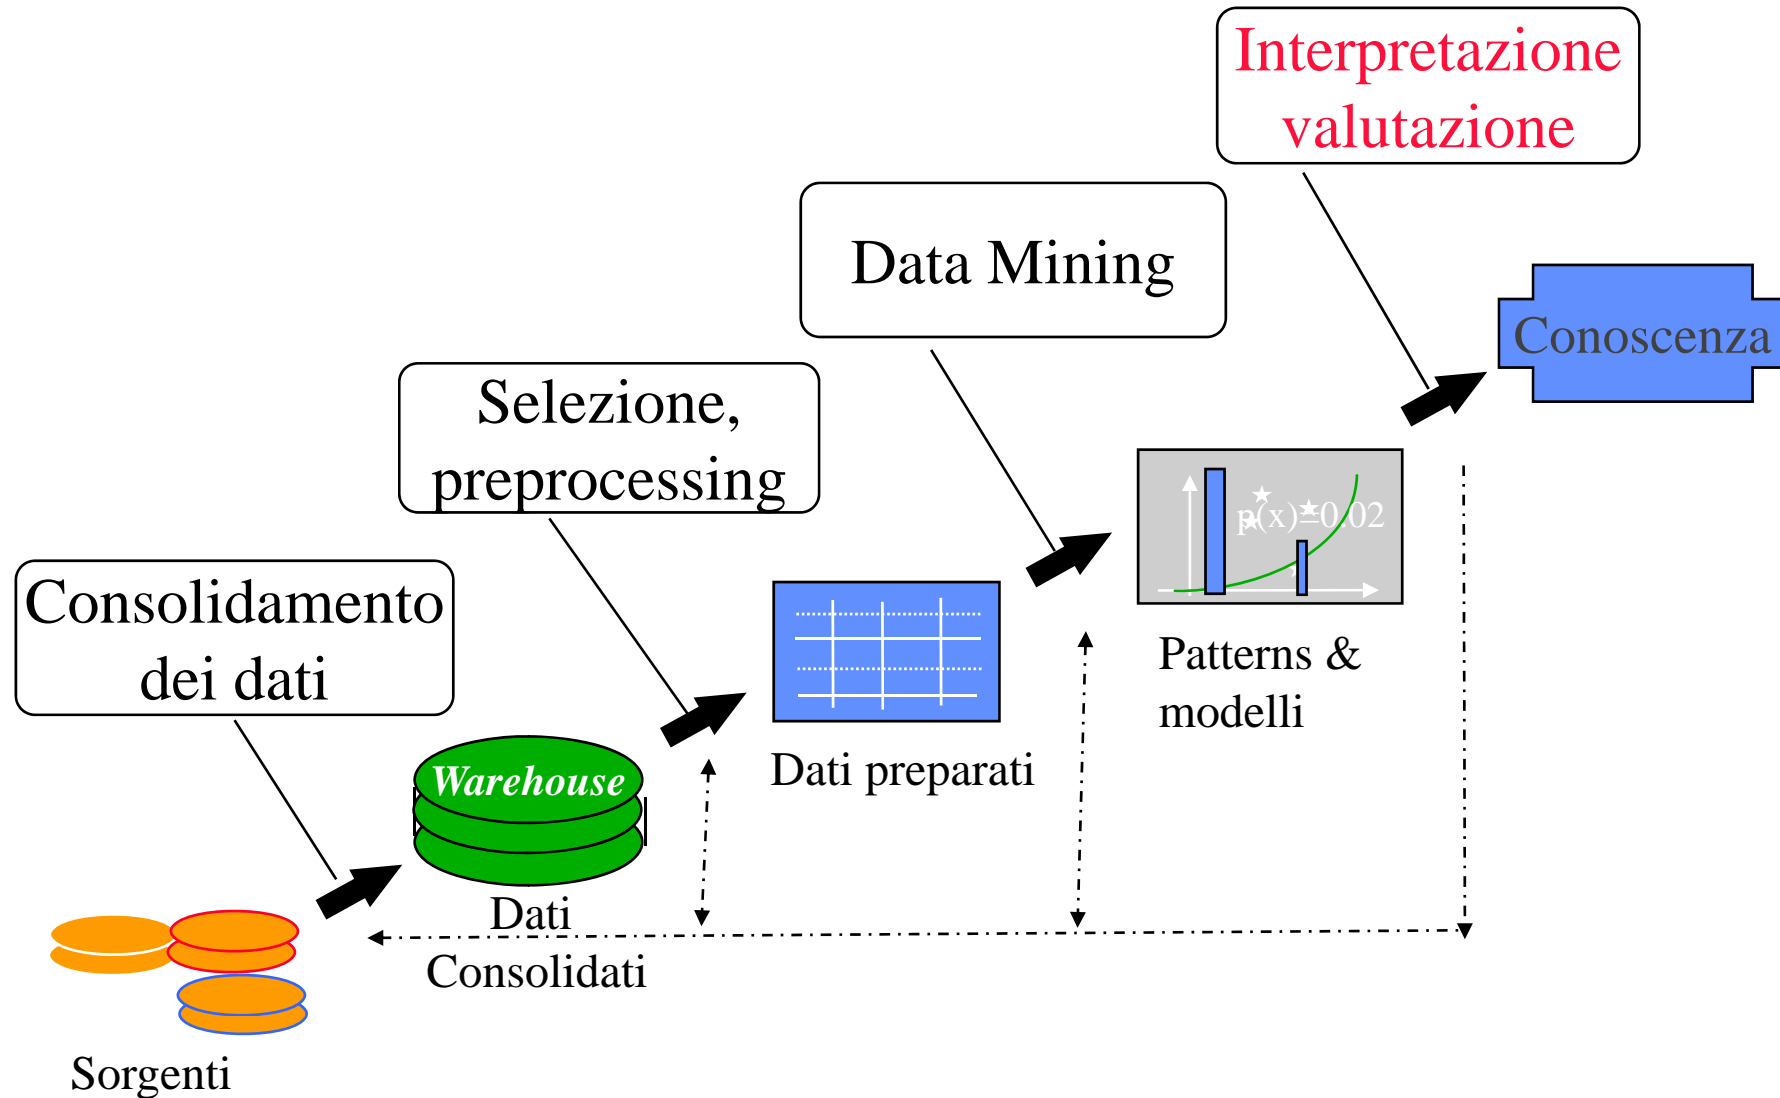 Interpretazione
valutazione
Data Mining
Conoscenza
Selezione,
preprocessing
p(x)=0.02
Consolidamento
dei dati
Patterns &
modelli
Warehouse
Dati preparati
Dati
Consolidati
Sorgenti